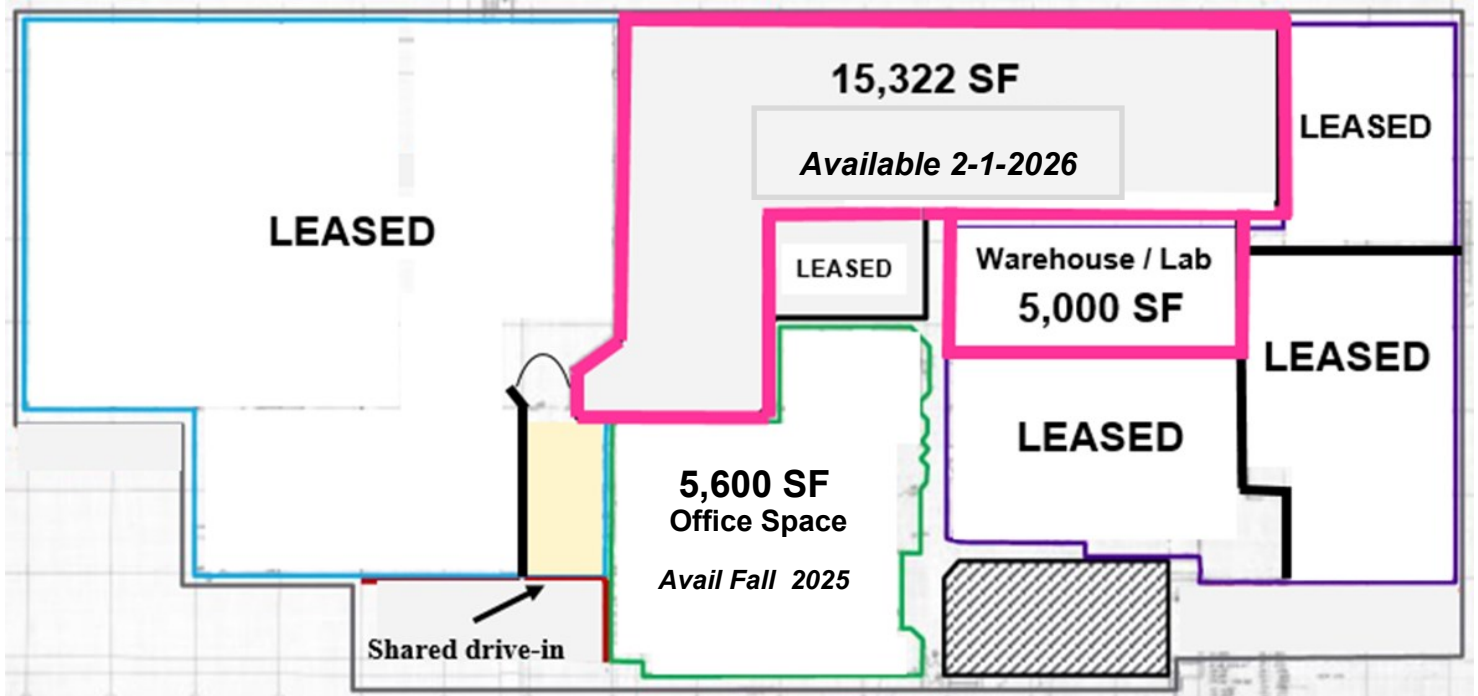 15,322 SF
Available 2-1-2026
LEASED
LEASED
LEASED
Warehouse / Lab
5,000 SF
LEASED
LEASED
5,600 SF
Office Space
Avail Fall 2025
Shared drive-in